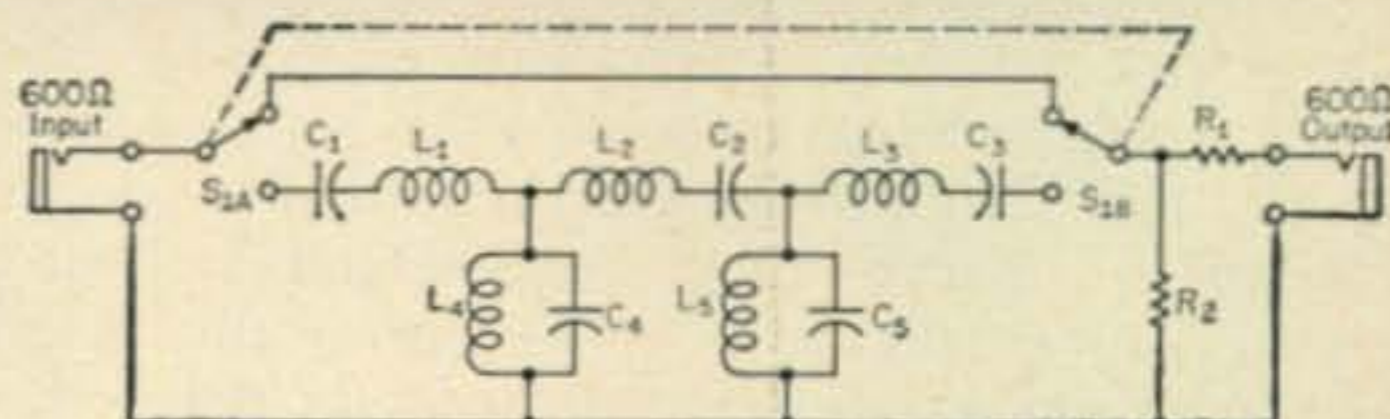 600Ω
Input
C1
L1
L2
C2
L3
C3
R1
600Ω
Output
S1A
S1B
L4
C4
L5
C5
R2